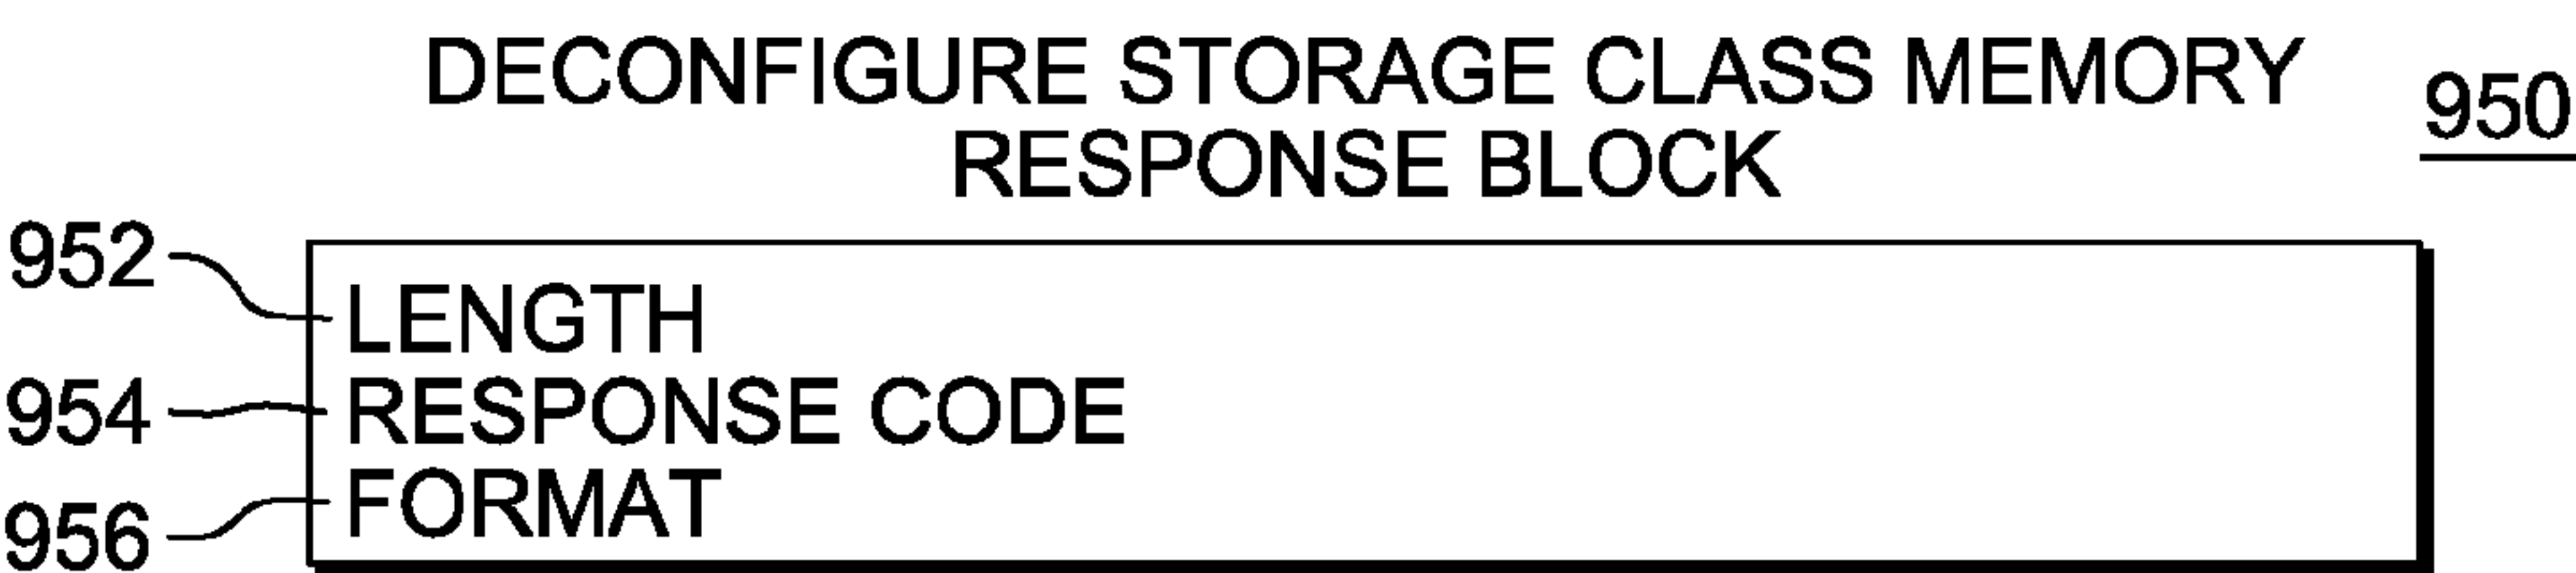 DECONFIGURE STORAGE CLASS MEMORY
RESPONSE BLOCK
950
952 LENGTH
954 RESPONSE CODE
956 FORMAT